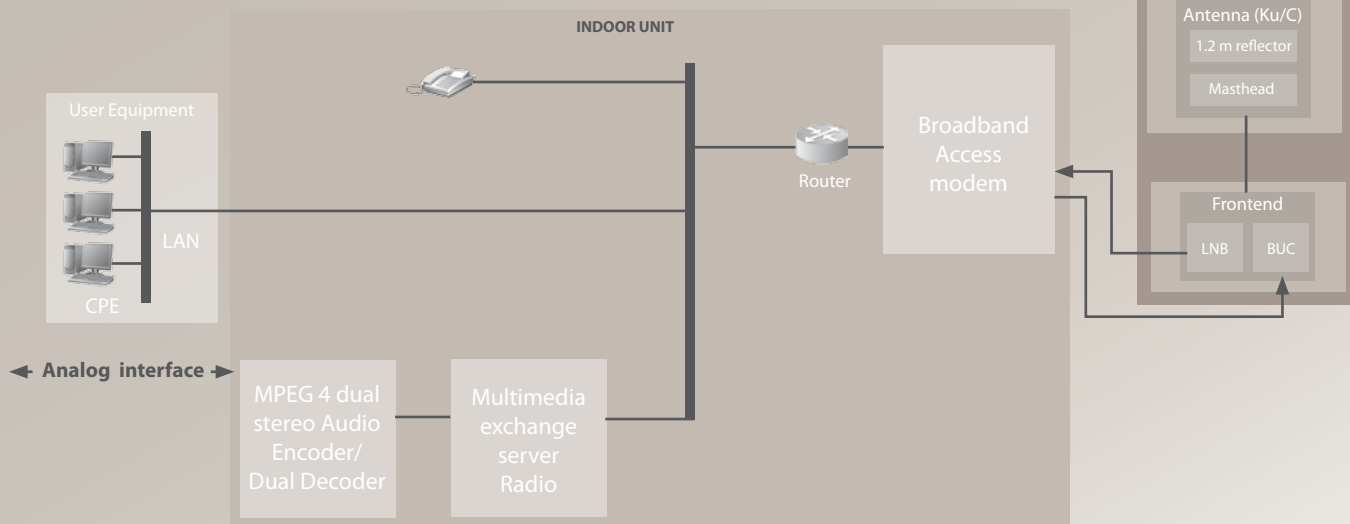 INDOOR UNIT
Antenna (Ku/C)
1.2 m reflector
Masthead
User Equipment
LAN
CPE
Router
Broadband
Access
modem
Frontend
LNB
BUC
Analog interface
MPEG 4 dual
stereo Audio
Encoder/
Dual Decoder
Multimedia
exchange
server
Radio